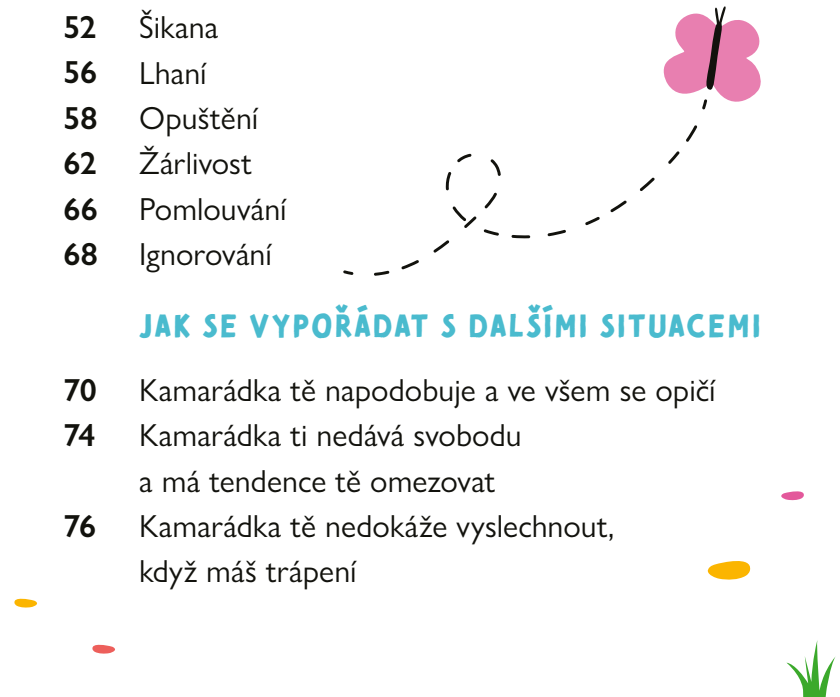 52 Šikana
56 Lhaní
58 Opuštění
62 Žárlivost
66 Pomlouvání
68 Ignorování
JAK SE VYPOŘÁDAT S DALŠÍMI SITUACEMI
70 Kamarádka tě napodobuje a ve všem se opičí
74 Kamarádka ti nedává svobodu
a má tendence tě omezovat
76 Kamarádka tě nedokáže vyslechnout,
když máš trápení